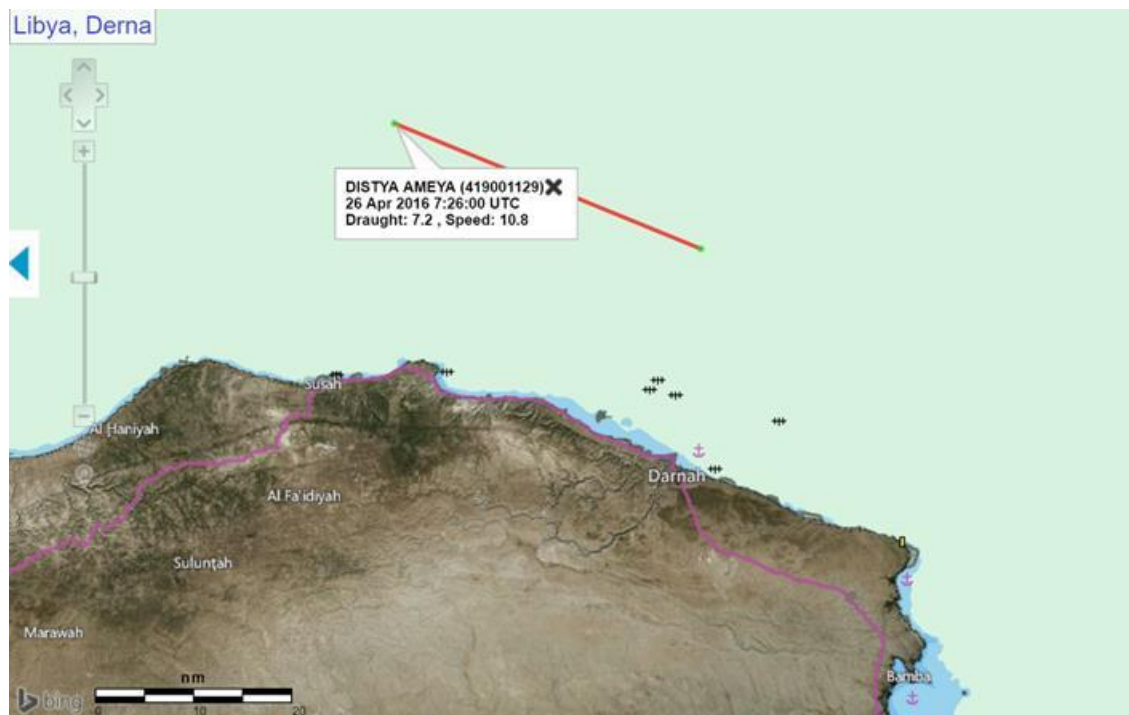 Libya, Derna
DISTYA AMEYA (419001129)
26 Apr 2016 7:26:00 UTC
Draught: 7.2 , Speed: 10.8
Susah
Al Haniyah
Darnah
Al Fa'idiyah
Suluntah
Marawah
Bamba
nm
0 10 20
bing